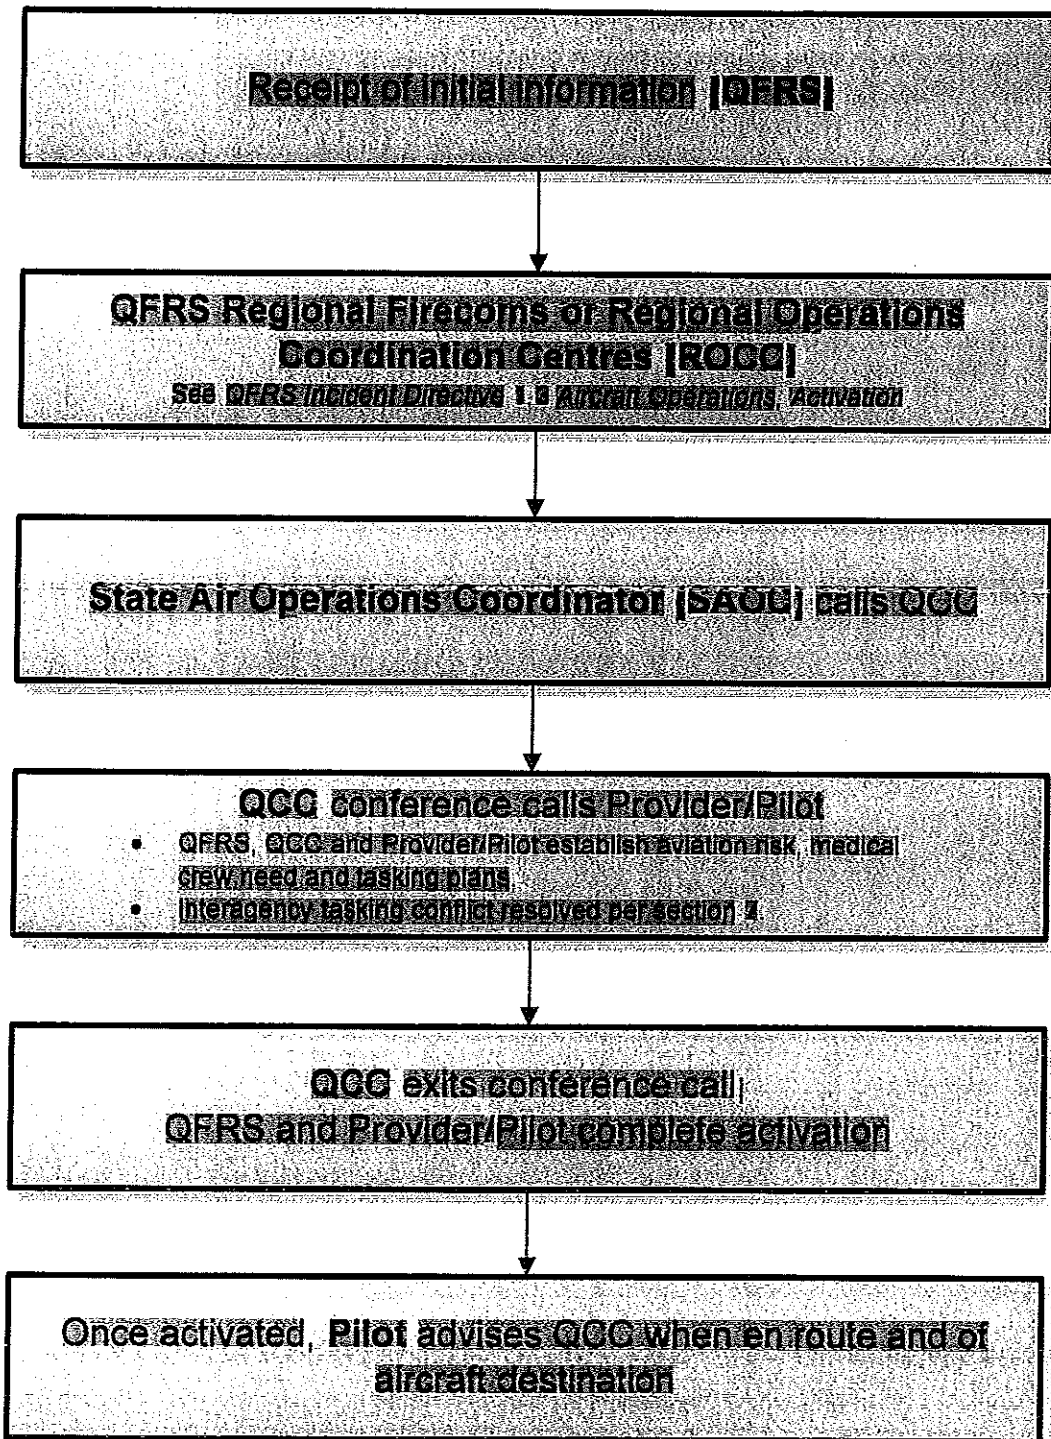 Receipt of initial information [QFRS]
QFRS Regional Firecoms or Regional Operations
Coordination Centres [ROCC]
See QFRS Incident Directive Aircraft Operations, Activation
State Air Operations Coordinator [SAOC] calls QCC
QCC conference calls Provider/Pilot
• QFRS, QCC and Provider/Pilot establish aviation risk, medical
crew need and tasking plans
• Interagency tasking conflict resolved per section
QCC exits conference call,
QFRS and Provider/Pilot complete activation
Once activated, Pilot advises QCC when en route and of
aircraft destination